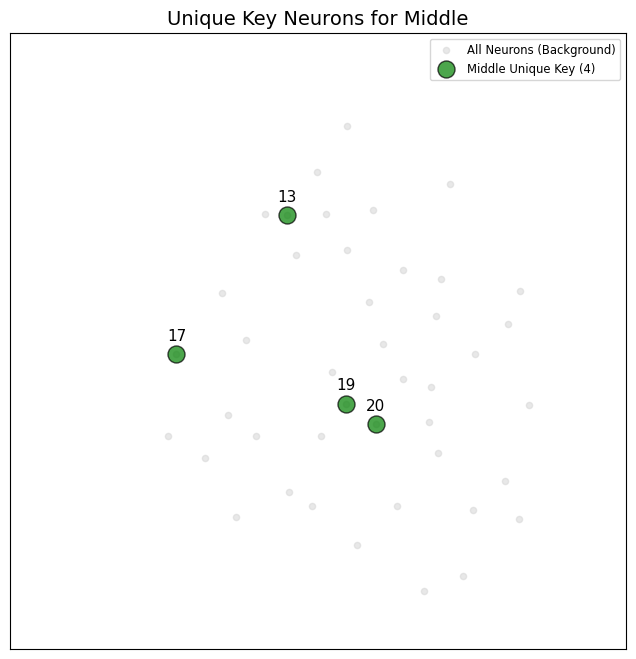 Unique Key Neurons for Middle
All Neurons (Background)
Middle Unique Key (4)
13
17
19
20